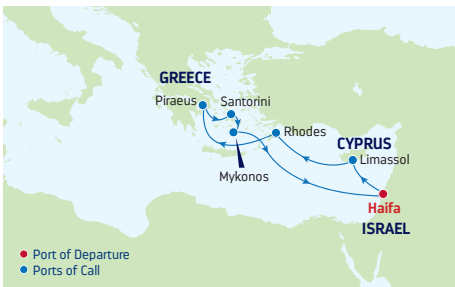 GREECE
Piraeus
Santorini
Rhodes
CYPRUS
Limassol
Mykonos
Haifa
ISRAEL
Port of Departure
Ports of Call